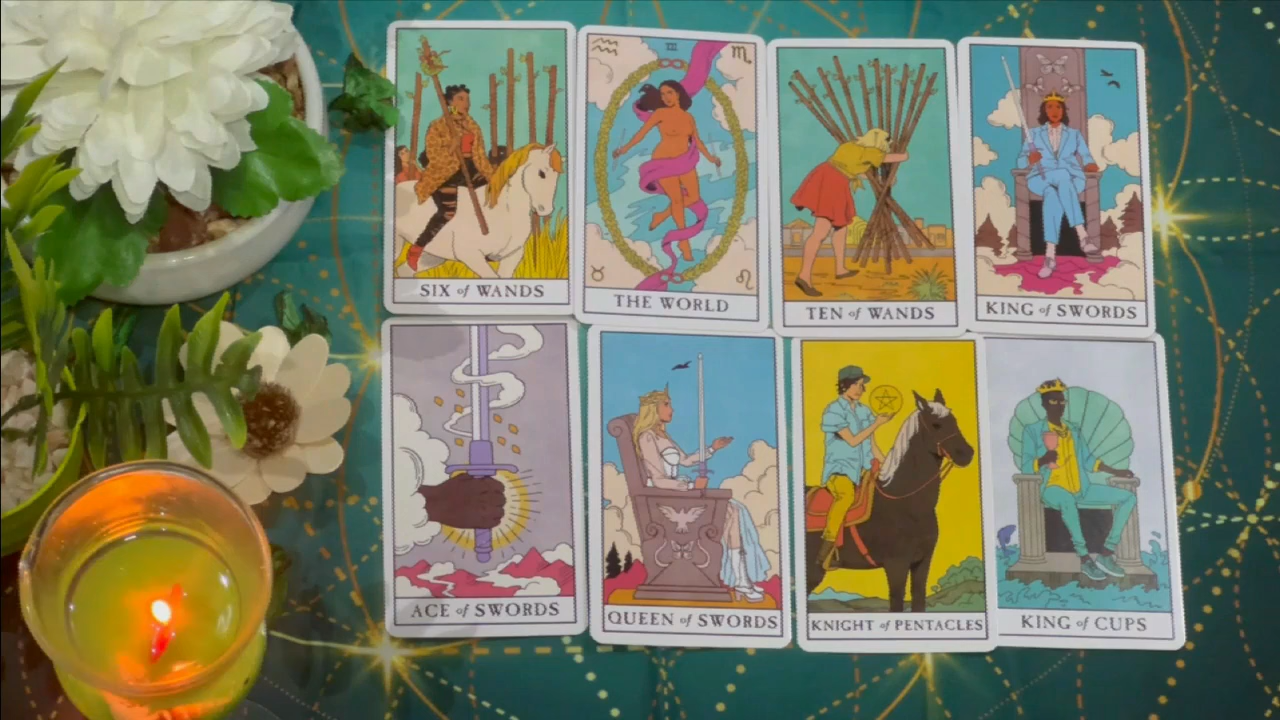 SIX of WANDS
THE WORLD
TEN of WANDS
KING of SWORDS
ACE of SWORDS
QUEEN of SWORDS
KNIGHT of PENTACLES
KING of CUPS